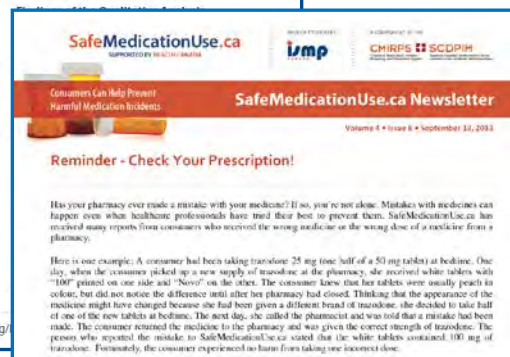 SafeMedicationUse.ca
SUPPORTED BY HEALTH CANADA
ismp
CMIRPS SCDPIM
Consumers Can Help Prevent
Harmful Medication Incidents
SafeMedicationUse.ca Newsletter
Volume 4 • Issue 6 • September 12, 2013
Reminder - Check Your Prescription!
Has your pharmacy ever made a mistake with your medicine? If so, you're not alone. Mistakes with medicines can
happen even when healthcare professionals have tried their best to prevent them. SafeMedicationUse.ca has
received many reports from consumers who received the wrong medicine or the wrong dose of a medicine from a
pharmacy.
Here is one example: A consumer had been taking trazodone 25 mg (one half of a 50 mg tablet) at bedtime. One
day, when the consumer picked up a new supply of trazodone at the pharmacy, she received white tablets with
"100" printed on one side and "Novo" on the other. The consumer knew that her tablets were usually peach in
colour, but did not notice the difference until after her pharmacy had closed. Thinking that the appearance of the
medicine might have changed because she had been given a different brand of trazodone, she decided to take half
of one of the new tablets at bedtime. The next day, she called the pharmacist and was told that a mistake had been
made. The consumer returned the medicine to the pharmacy and was given the correct strength of trazodone. The
person who reported the mistake to SafeMedicationUse.ca stated that the white tablets contained 100 mg of
trazodone. Fortunately, the consumer experienced no harm from taking one incorrect dose.